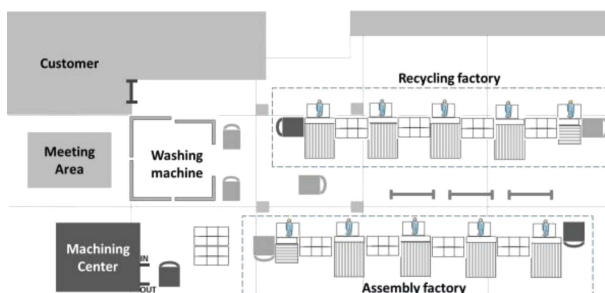 Customer
Recycling factory
Meeting
Area
Washing
machine
Machining
Center
IN
OUT
Assembly factory